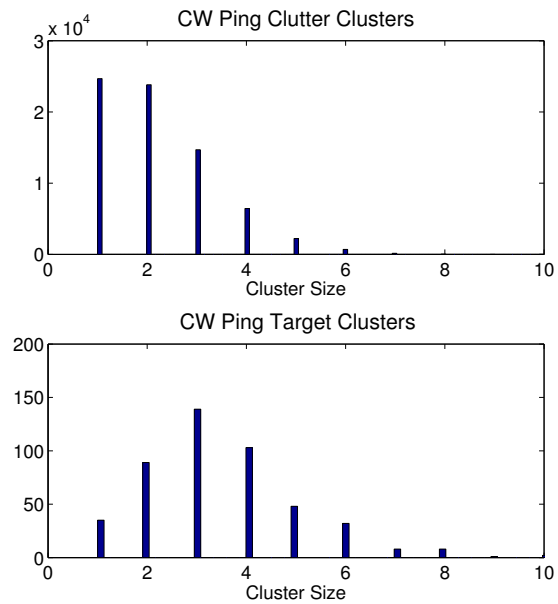 CW Ping Clutter Clusters
x 10^4
3
2
1
0
0 2 4 6 8 10
Cluster Size
CW Ping Target Clusters
200
150
100
50
0
0 2 4 6 8 10
Cluster Size